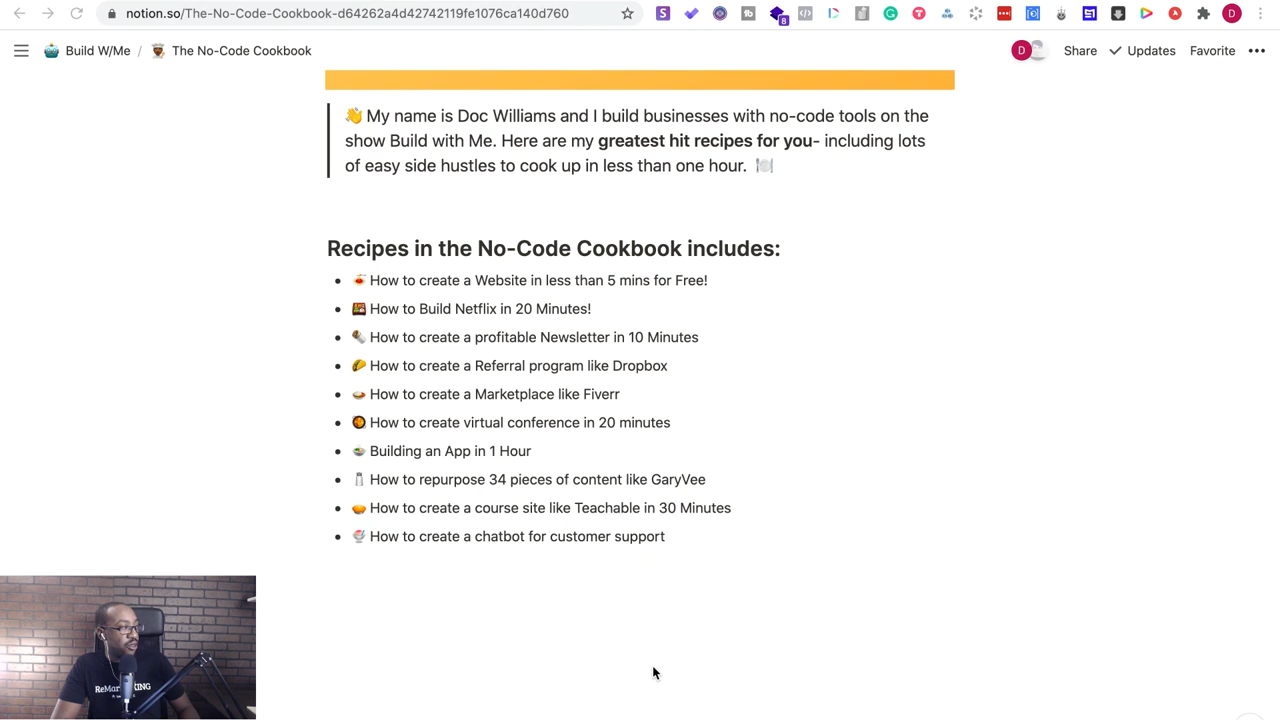 notion.so/The-No-Code-Cookbook-d64262a4d42742119fe1076ca140d760
Build W/Me / The No-Code Cookbook
D Share Updates Favorite
My name is Doc Williams and I build businesses with no-code tools on the
show Build with Me. Here are my greatest hit recipes for you- including lots
of easy side hustles to cook up in less than one hour.
Recipes in the No-Code Cookbook includes:
How to create a Website in less than 5 mins for Free!
How to Build Netflix in 20 Minutes!
How to create a profitable Newsletter in 10 Minutes
How to create a Referral program like Dropbox
How to create a Marketplace like Fiverr
How to create virtual conference in 20 minutes
Building an App in 1 Hour
How to repurpose 34 pieces of content like GaryVee
How to create a course site like Teachable in 30 Minutes
How to create a chatbot for customer support